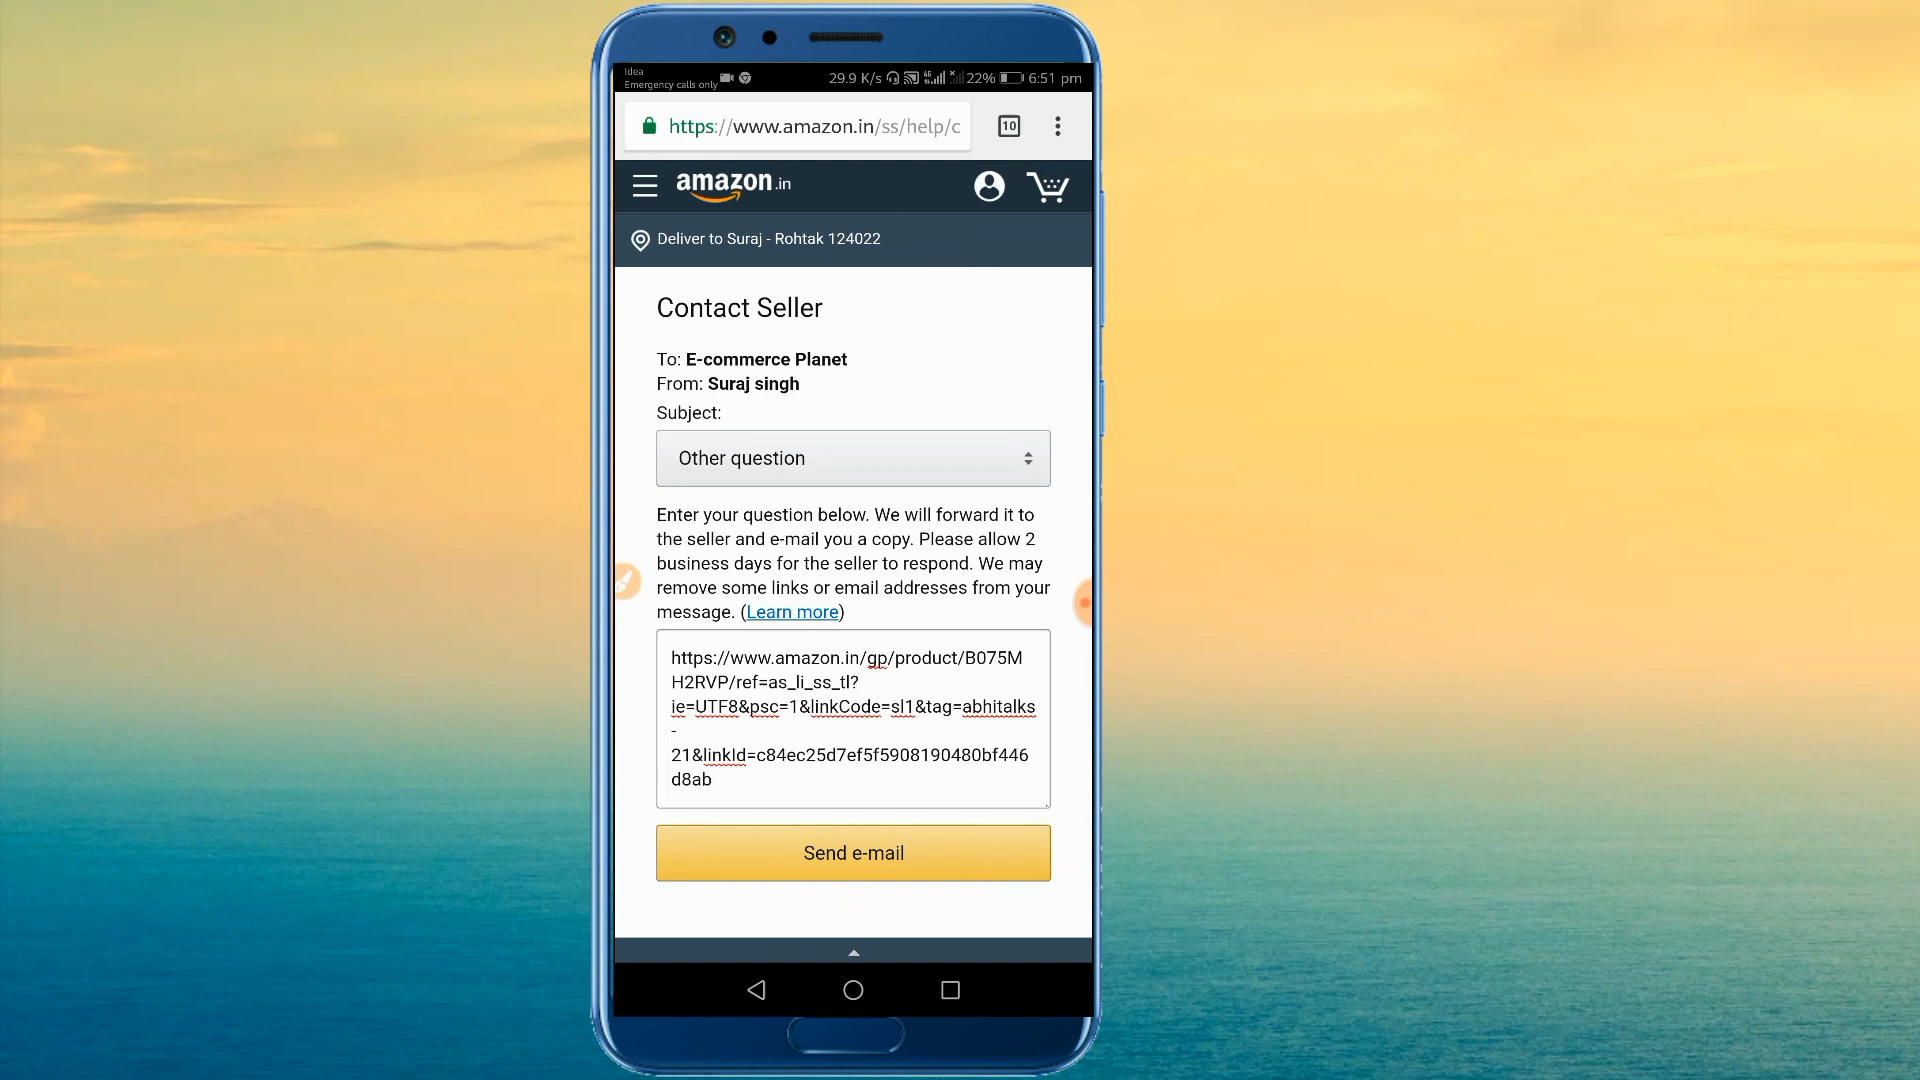 Idea
Emergency calls only
29.9 K/s 4G 22% 6:51 pm
https://www.amazon.in/ss/help/c
10
amazon.in
Deliver to Suraj - Rohtak 124022
Contact Seller
To: E-commerce Planet
From: Suraj singh
Subject:
Other question
Enter your question below. We will forward it to
the seller and e-mail you a copy. Please allow 2
business days for the seller to respond. We may
remove some links or email addresses from your
message. (Learn more)
https://www.amazon.in/gp/product/B075M
H2RVP/ref=as_li_ss_tl?
ie=UTF8&psc=1&linkCode=sl1&tag=abhitalks
-
21&linkId=c84ec25d7ef5f5908190480bf446
d8ab
Send e-mail